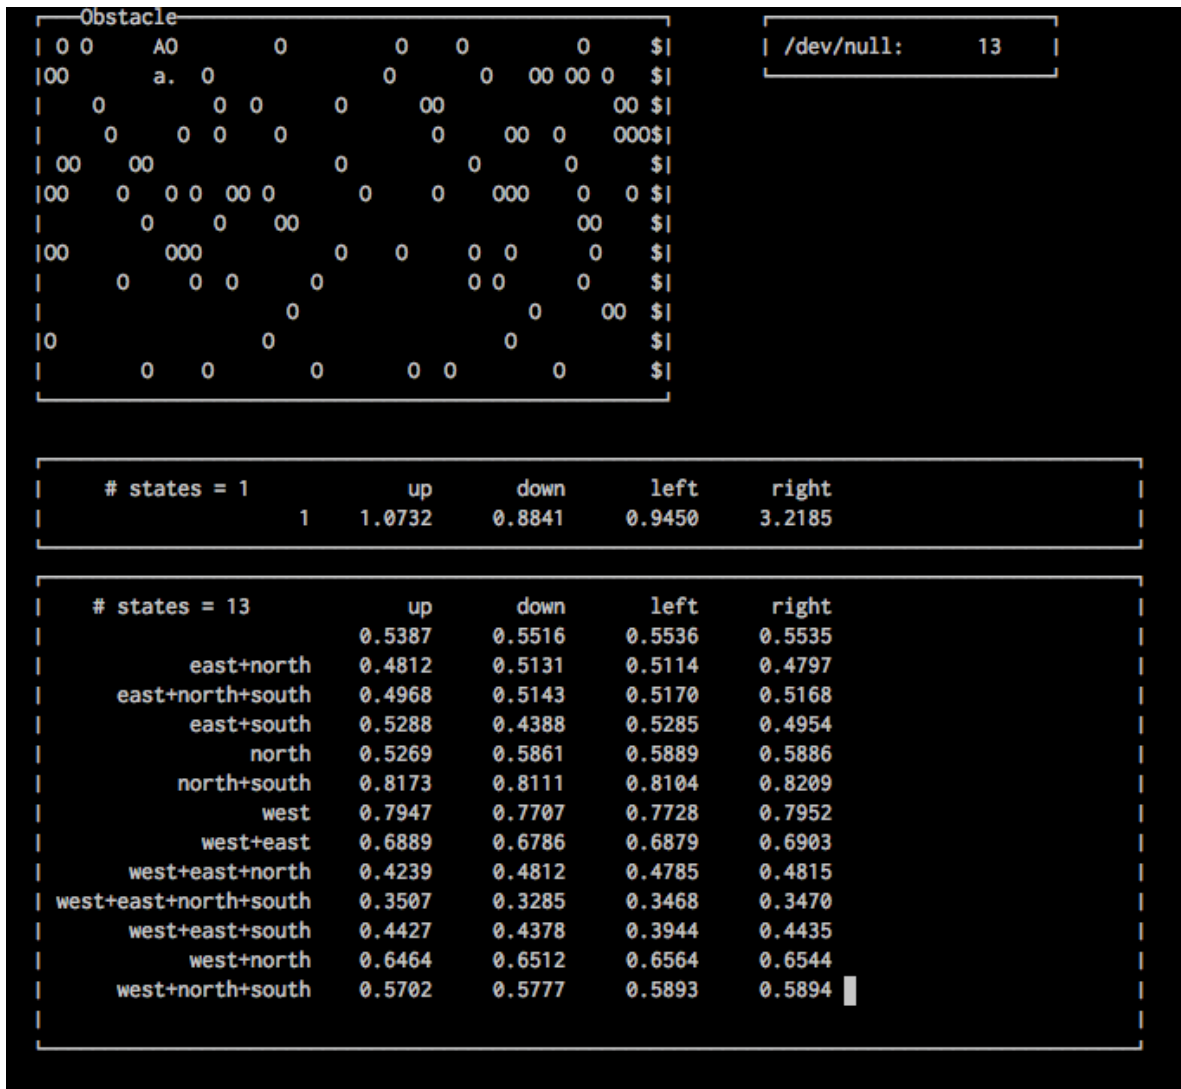 Obstacle
| O O     AO        O         O   O         O     $|
|OO       a.  O              O       O   OO OO O   $|
|    O         O  O      O      OO              OO $|
|     O     O  O    O            O     OO  O    OOO$|
| OO    OO               O          O       O      $|
|OO    O   O O  OO O       O     O    OOO    O   O $|
|        O     O    OO                       OO    $|
|OO        OOO           O    O     O  O      O    $|
|      O     O  O      O            O O      O     $|
|                    O                   O     OO  $|
|O                 O                   O           $|
|        O    O        O       O  O        O       $|
| /dev/null:      13    |
# states = 1 up down left right
1 1.0732 0.8841 0.9450 3.2185
# states = 13 up down left right
0.5387 0.5516 0.5536 0.5535
east+north 0.4812 0.5131 0.5114 0.4797
east+north+south 0.4968 0.5143 0.5170 0.5168
east+south 0.5288 0.4388 0.5285 0.4954
north 0.5269 0.5861 0.5889 0.5886
north+south 0.8173 0.8111 0.8104 0.8209
west 0.7947 0.7707 0.7728 0.7952
west+east 0.6889 0.6786 0.6879 0.6903
west+east+north 0.4239 0.4812 0.4785 0.4815
west+east+north+south 0.3507 0.3285 0.3468 0.3470
west+east+south 0.4427 0.4378 0.3944 0.4435
west+north 0.6464 0.6512 0.6564 0.6544
west+north+south 0.5702 0.5777 0.5893 0.5894